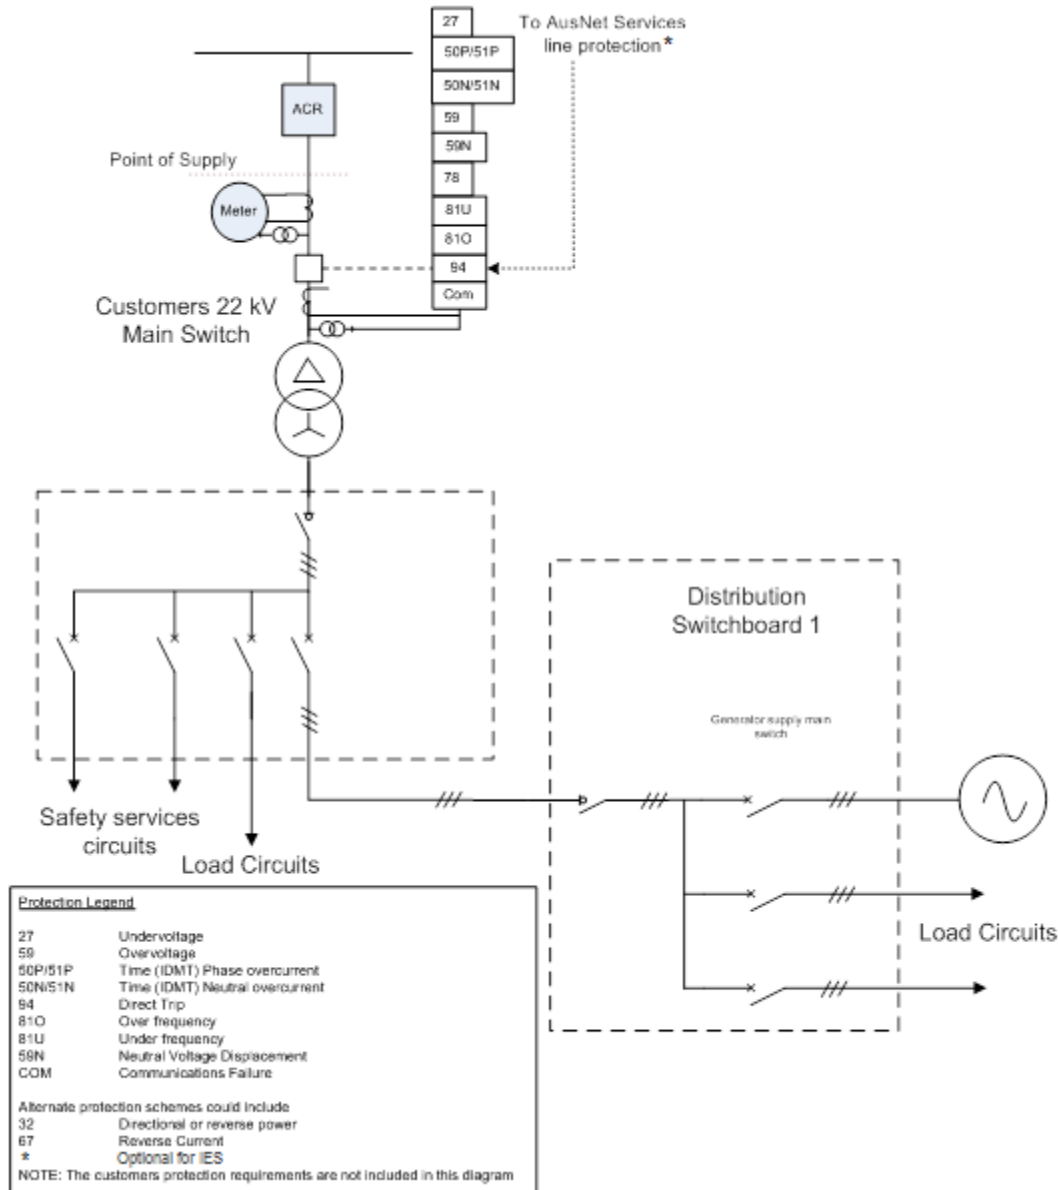 27
To AusNet Services
line protection*
50P/51P
50N/51N
ACR
59
59N
Point of Supply
78
Meter
81U
81O
94
Com
Customers 22 kV
Main Switch
Distribution
Switchboard 1
Generator supply main
switch
Safety services
circuits
Load Circuits
Load Circuits
Protection Legend
27 Undervoltage
59 Overvoltage
50P/51P Time (IDMT) Phase overcurrent
50N/51N Time (IDMT) Neutral overcurrent
94 Direct Trip
81O Over frequency
81U Under frequency
59N Neutral Voltage Displacement
COM Communications Failure
Alternate protection schemes could include
32 Directional or reverse power
67 Reverse Current
* Optional for IES
NOTE: The customers protection requirements are not included in this diagram